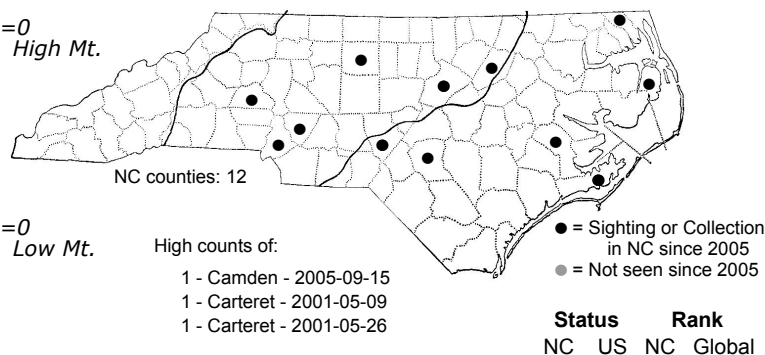 =0
High Mt.
NC counties: 12
=0
Low Mt.
High counts of:
1 - Camden - 2005-09-15
1 - Carteret - 2001-05-09
1 - Carteret - 2001-05-26
= Sighting or Collection
in NC since 2005
= Not seen since 2005
Status Rank
NC US NC Global